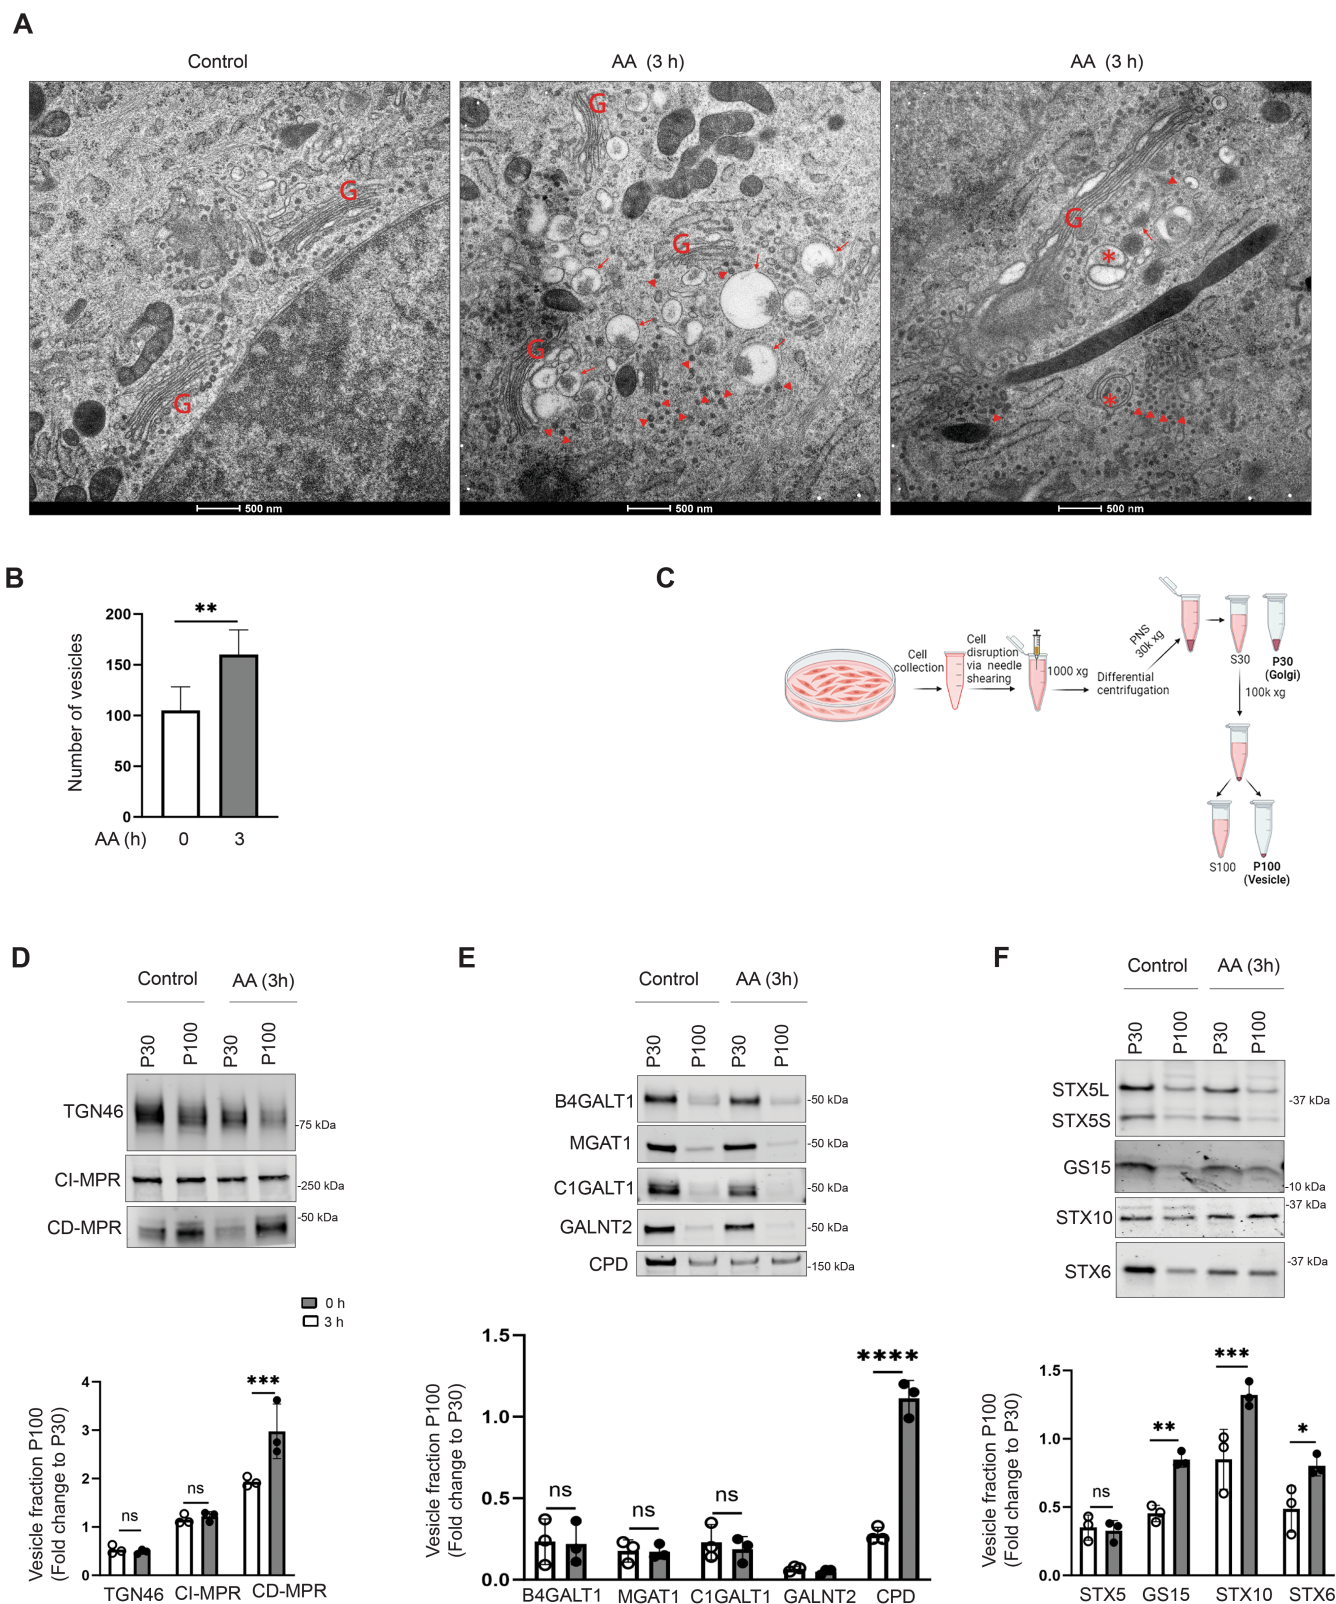 A
Control
AA (3 h)
AA (3 h)
G
G
G
G
G
G
*
*
500 nm
500 nm
500 nm
B
**
200
150
100
50
0
Number of vesicles
AA (h)
0
3
C
Cell
collection
Cell
disruption
via needle
shearing
1000 xg
Differential
centrifugation
PNS
30k xg
S30
P30
(Golgi)
100k xg
S100
P100
(Vesicle)
D
Control
AA (3h)
P30
P100
P30
P100
TGN46
-75 kDa
CI-MPR
-250 kDa
CD-MPR
-50 kDa
0 h
3 h
Vesicle fraction P100
(Fold change to P30)
4
3
2
1
0
ns
ns
***
TGN46
CI-MPR
CD-MPR
E
Control
AA (3h)
P30
P100
P30
P100
B4GALT1
-50 kDa
MGAT1
-50 kDa
C1GALT1
-50 kDa
GALNT2
-50 kDa
CPD
-150 kDa
Vesicle fraction P100
(Fold change to P30)
1.5
1.0
0.5
0.0
ns
ns
ns
****
B4GALT1
MGAT1
C1GALT1
GALNT2
CPD
F
Control
AA (3h)
P30
P100
P30
P100
STX5L
-37 kDa
STX5S
GS15
-10 kDa
-37 kDa
STX10
STX6
-37 kDa
Vesicle fraction P100
(Fold change to P30)
1.5
1.0
0.5
0.0
ns
**
***
*
STX5
GS15
STX10
STX6